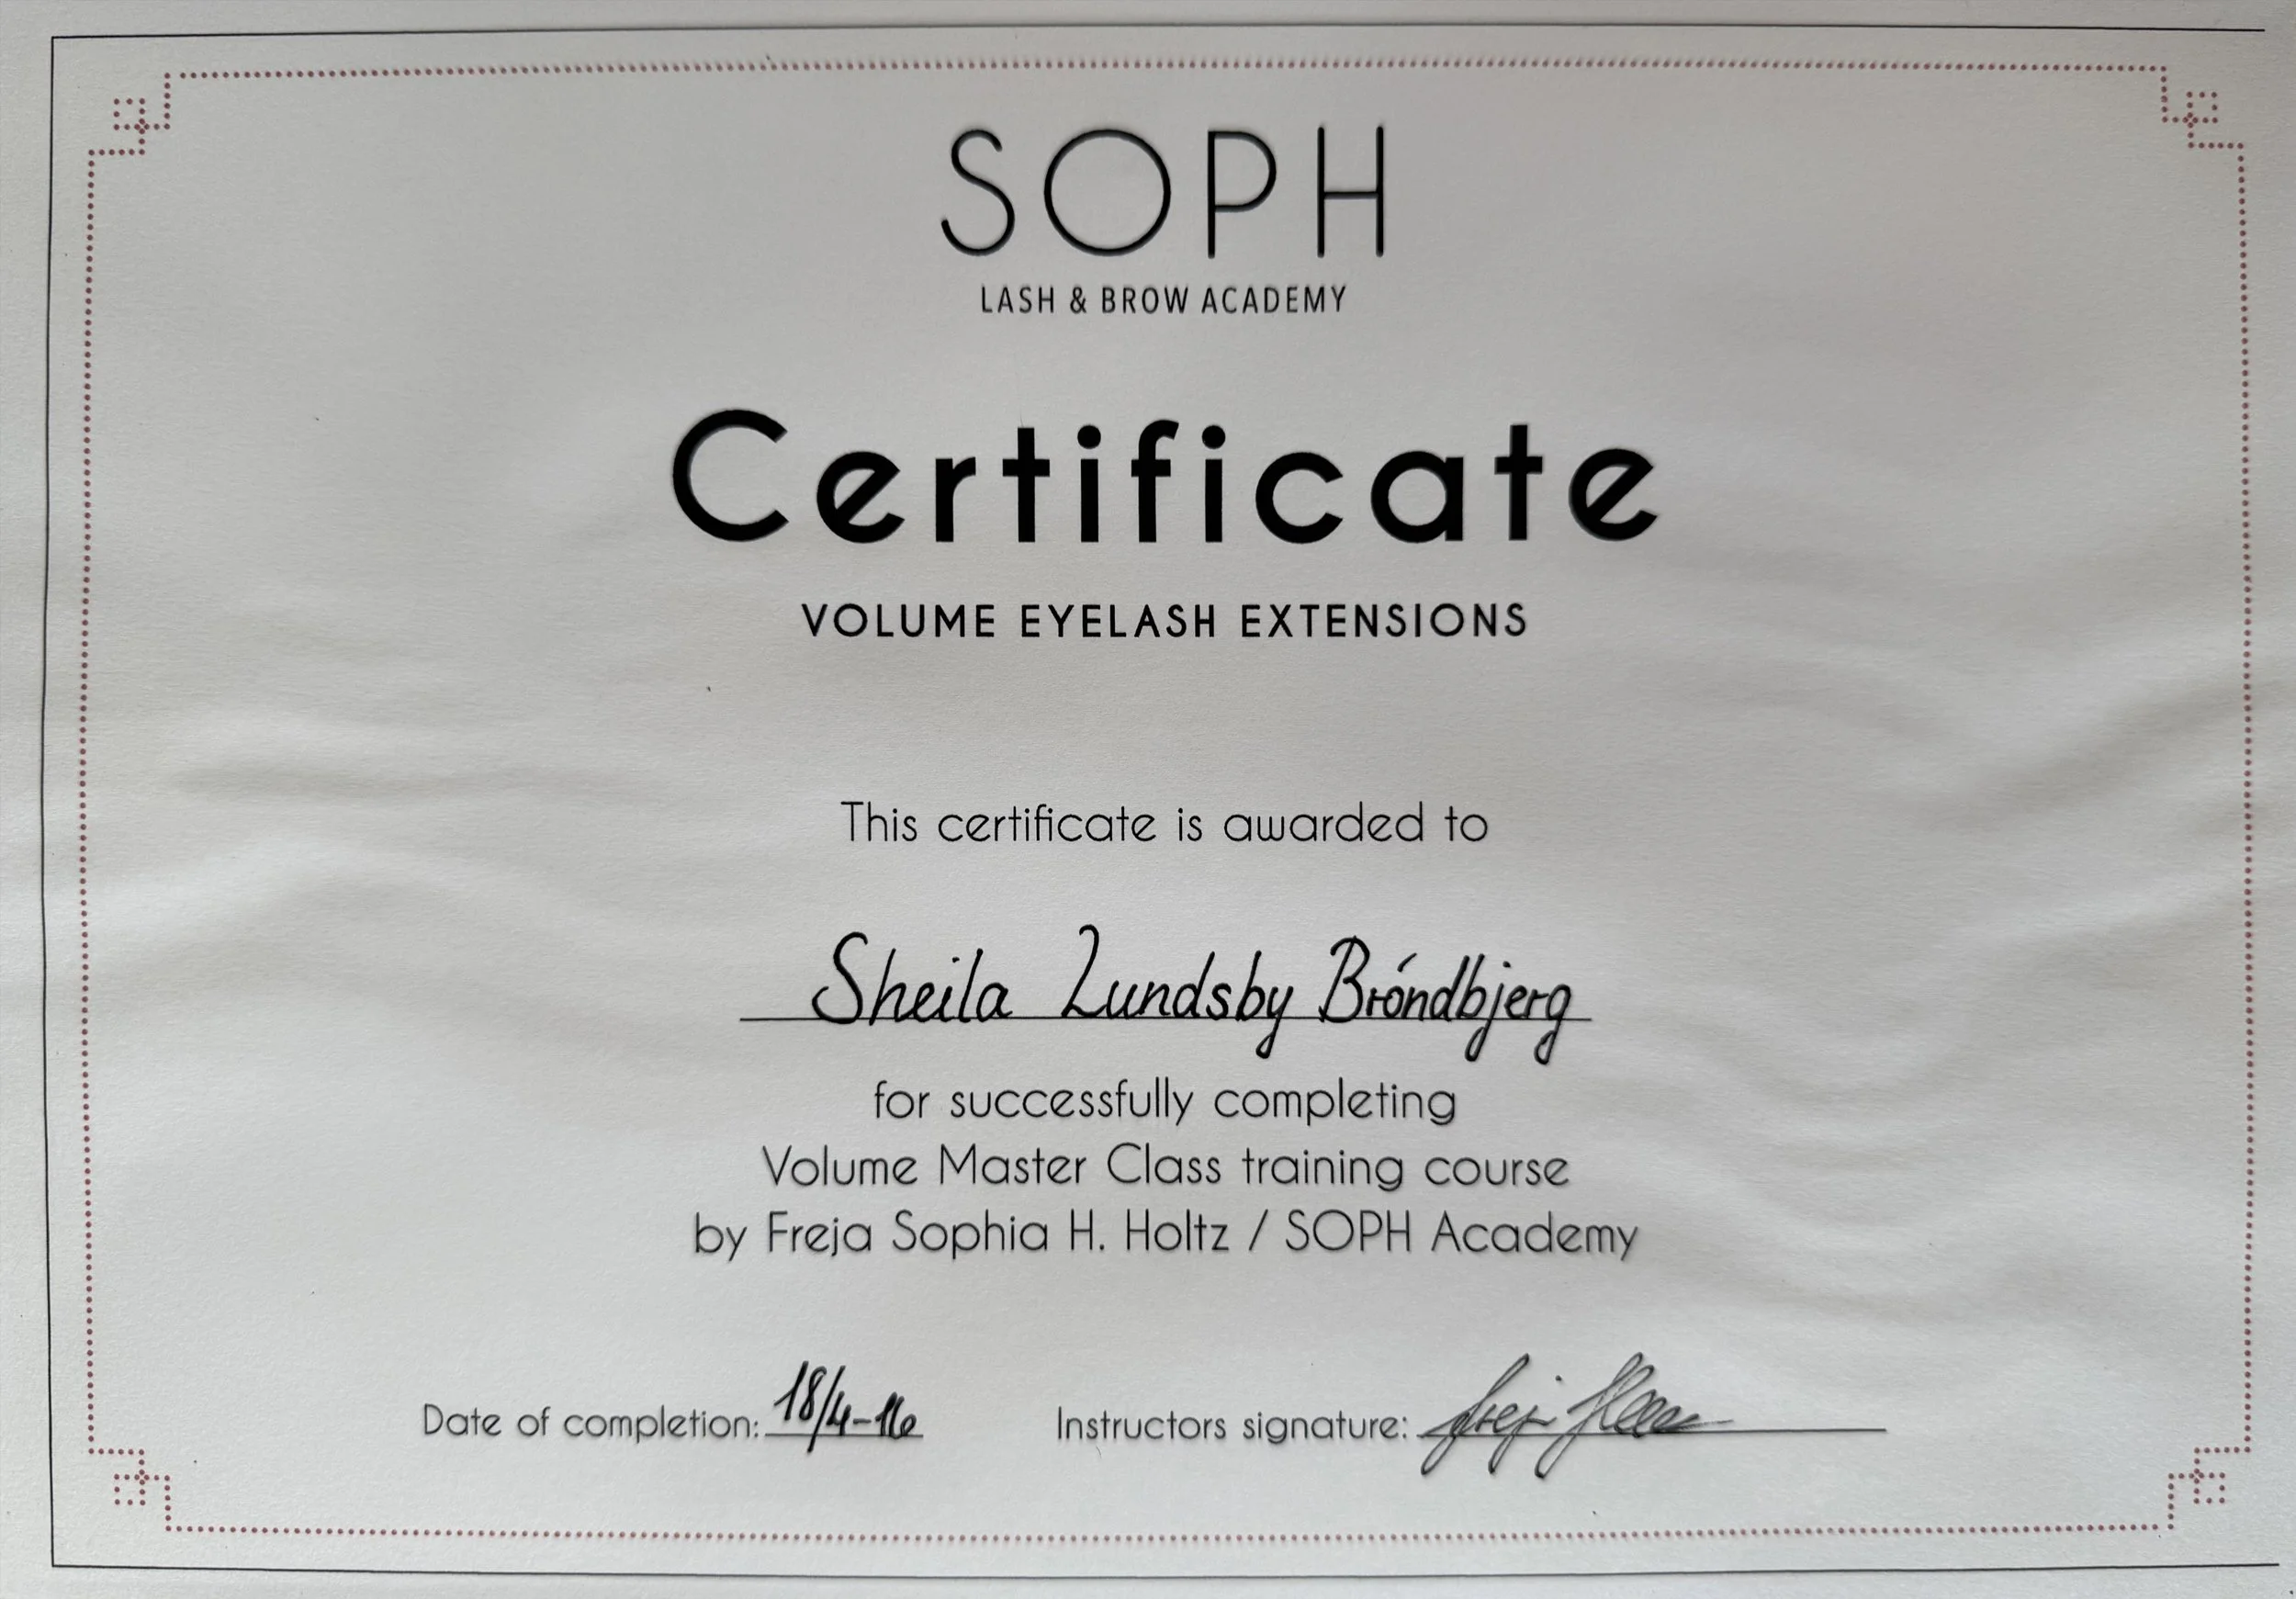 SOPH
LASH & BROW ACADEMY
Certificate
VOLUME EYELASH EXTENSIONS
This certificate is awarded to
Sheila Lundsby Bróndbjerg
for successfully completing
Volume Master Class training course
by Freja Sophia H. Holtz / SOPH Academy
Date of completion: 18/4-16
Instructors signature: